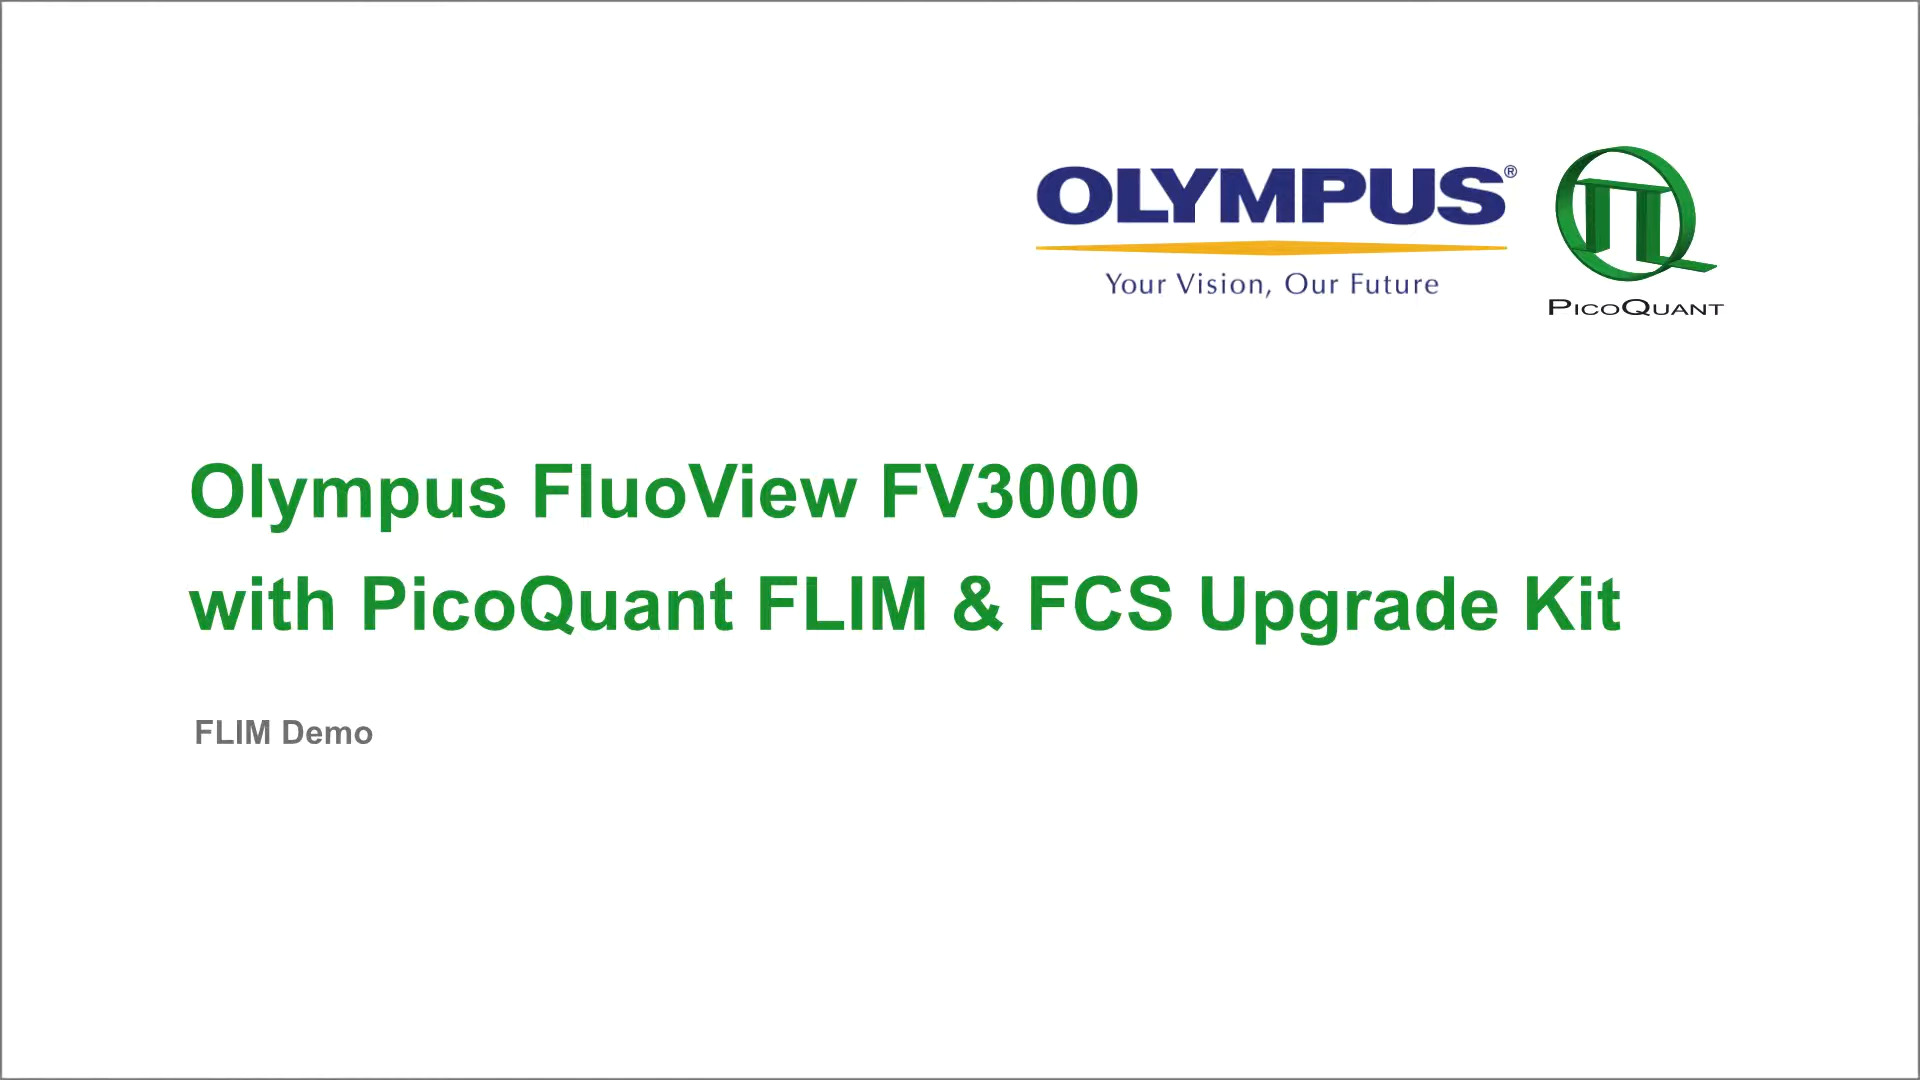 OLYMPUS®
Your Vision, Our Future
PICOQUANT
Olympus FluoView FV3000
with PicoQuant FLIM & FCS Upgrade Kit
FLIM Demo